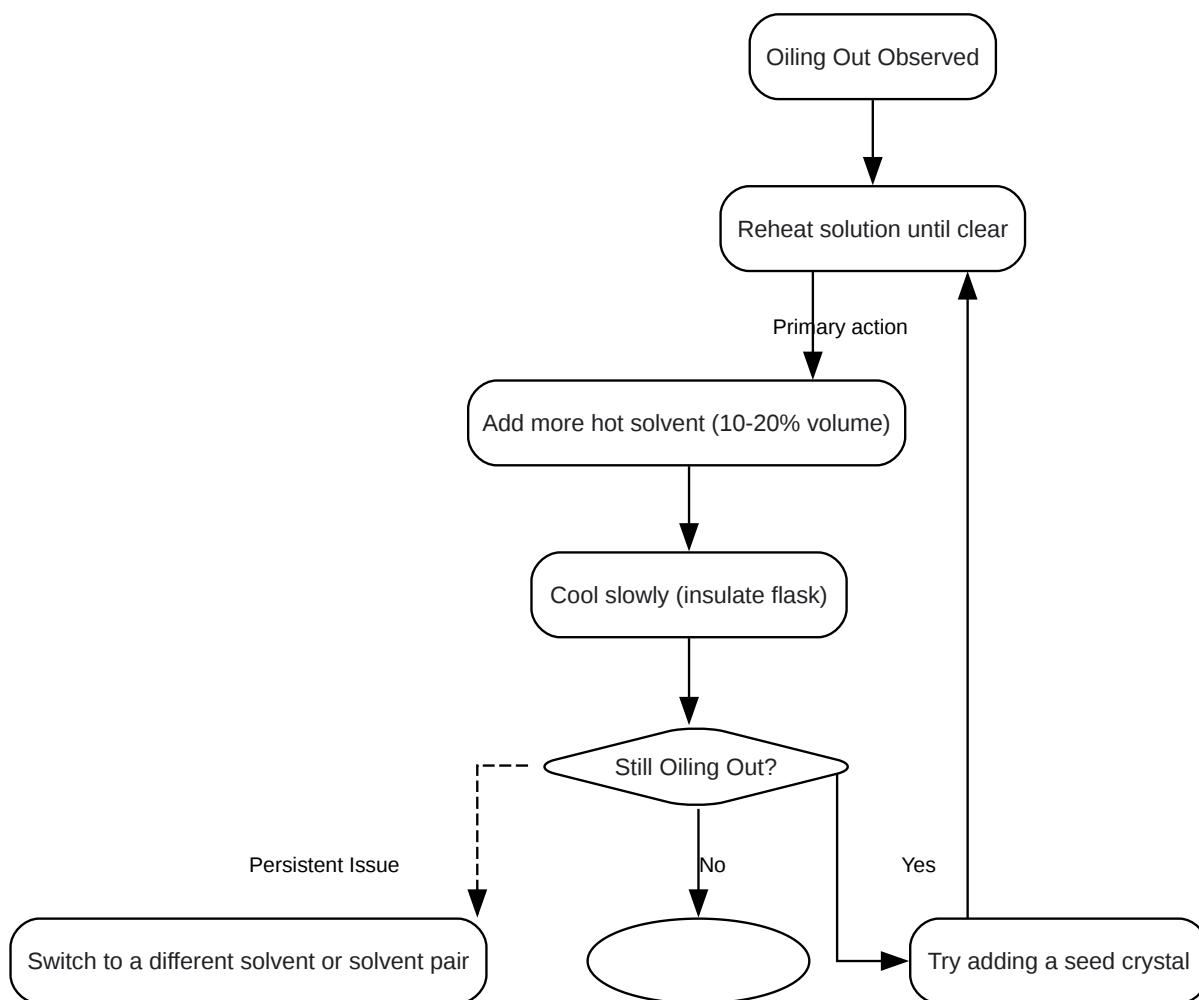 Oiling Out Observed
Reheat solution until clear
Primary action
Add more hot solvent (10-20% volume)
Cool slowly (insulate flask)
Still Oiling Out?
Persistent Issue
No
Yes
Switch to a different solvent or solvent pair
Try adding a seed crystal